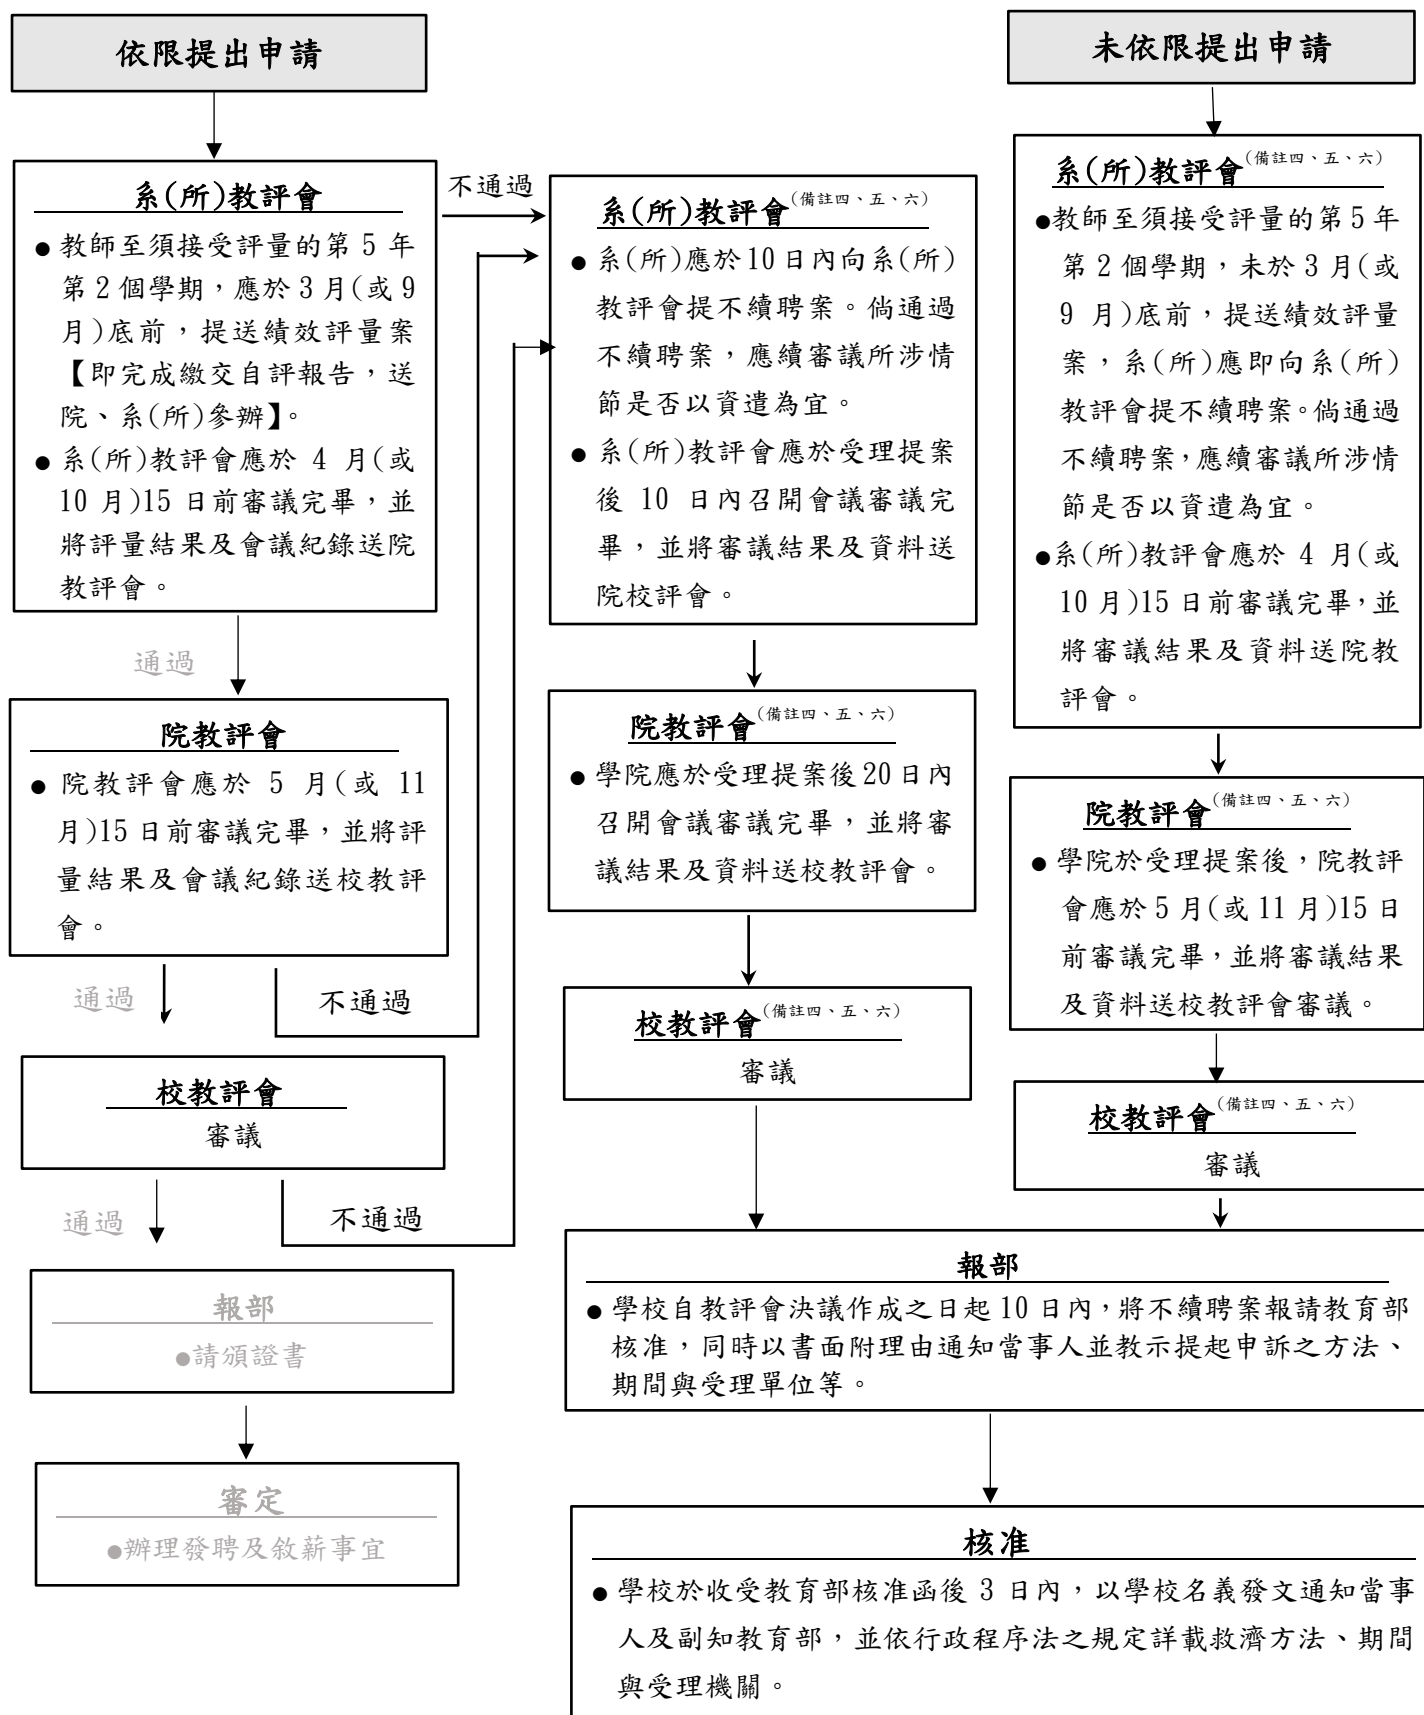 依限提出申請
系(所)教評會
● 教師至須接受評量的第 5 年
第 2 個學期，應於 3 月(或 9
月)底前，提送績效評量案
【即完成繳交自評報告，送
院、系(所)參辦】。
● 系(所)教評會應於 4 月(或
10 月)15 日前審議完畢，並
將評量結果及會議紀錄送院
教評會。
通過
不通過
院教評會
● 院教評會應於 5 月(或 11
月)15 日前審議完畢，並將評
量結果及會議紀錄送校教評
會。
通過
不通過
校教評會
審議
通過
不通過
報部
●請頒證書
審定
●辦理發聘及敘薪事宜
系(所)教評會(備註四、五、六)
● 系(所)應於 10 日內向系(所)
教評會提不續聘案。倘通過
不續聘案，應續審議所涉情
節是否以資遣為宜。
● 系(所)教評會應於受理提案
後 10 日內召開會議審議完
畢，並將審議結果及資料送
院校評會。
院教評會(備註四、五、六)
● 學院應於受理提案後 20 日內
召開會議審議完畢，並將審
議結果及資料送校教評會。
校教評會(備註四、五、六)
審議
未依限提出申請
系(所)教評會(備註四、五、六)
●教師至須接受評量的第 5 年
第 2 個學期，未於 3 月(或
9 月)底前，提送績效評量
案，系(所)應即向系(所)
教評會提不續聘案。倘通過
不續聘案，應續審議所涉情
節是否以資遣為宜。
●系(所)教評會應於 4 月(或
10 月)15 日前審議完畢，並
將審議結果及資料送院教
評會。
院教評會(備註四、五、六)
● 學院於受理提案後，院教評
會應於 5 月(或 11 月)15 日
前審議完畢，並將審議結果
及資料送校教評會審議。
校教評會(備註四、五、六)
審議
報部
● 學校自教評會決議作成之日起 10 日內，將不續聘案報請教育部
核准，同時以書面附理由通知當事人並教示提起申訴之方法、
期間與受理單位等。
核准
● 學校於收受教育部核准函後 3 日內，以學校名義發文通知當事
人及副知教育部，並依行政程序法之規定詳載救濟方法、期間
與受理機關。